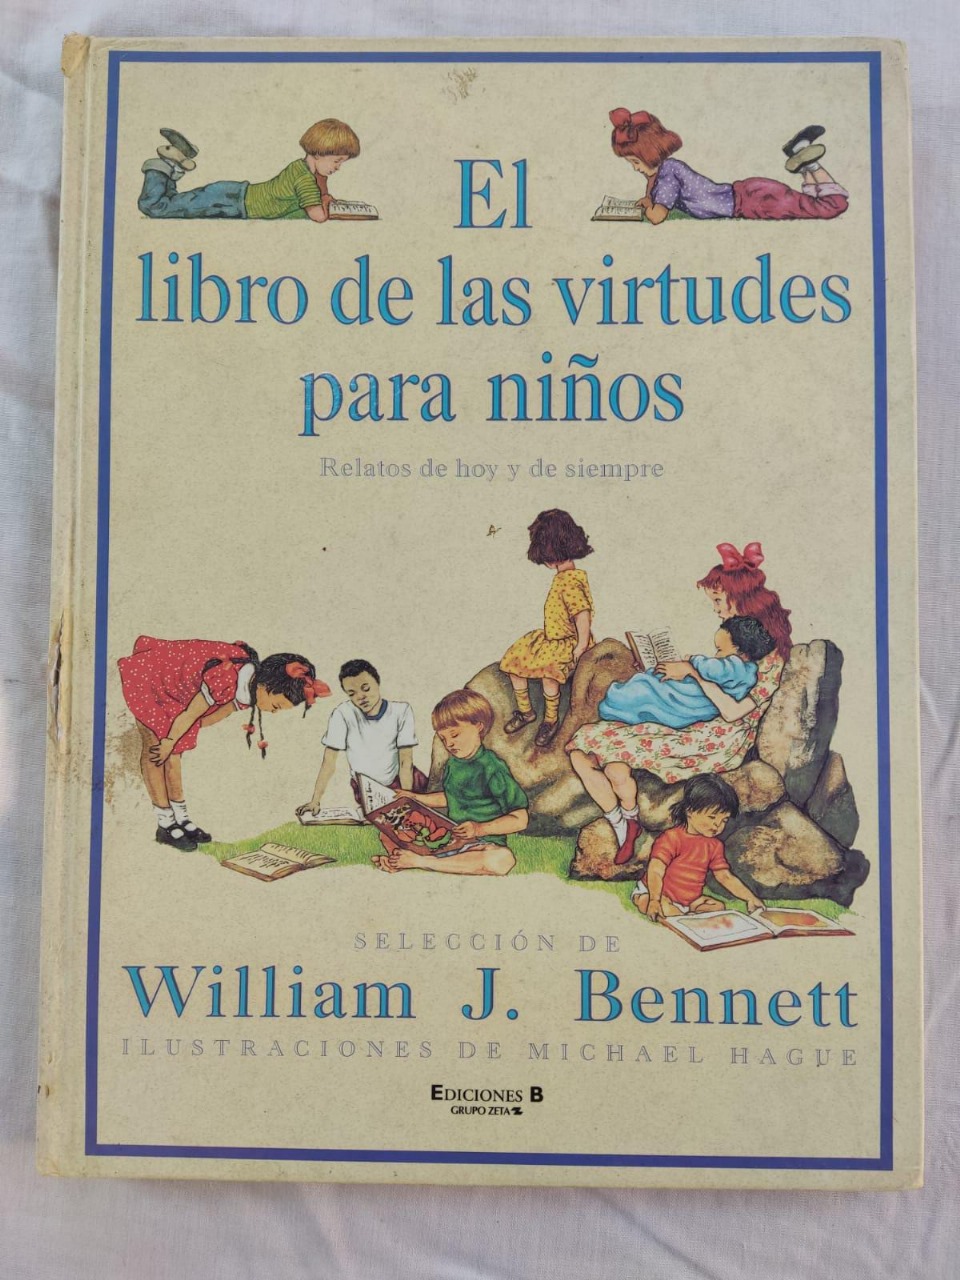 El
libro de las virtudes
para niños
Relatos de hoy y de siempre
SELECCIÓN DE
William J. Bennett
ILUSTRACIONES DE MICHAEL HAGUE
EDICIONES B
GRUPO ZETA